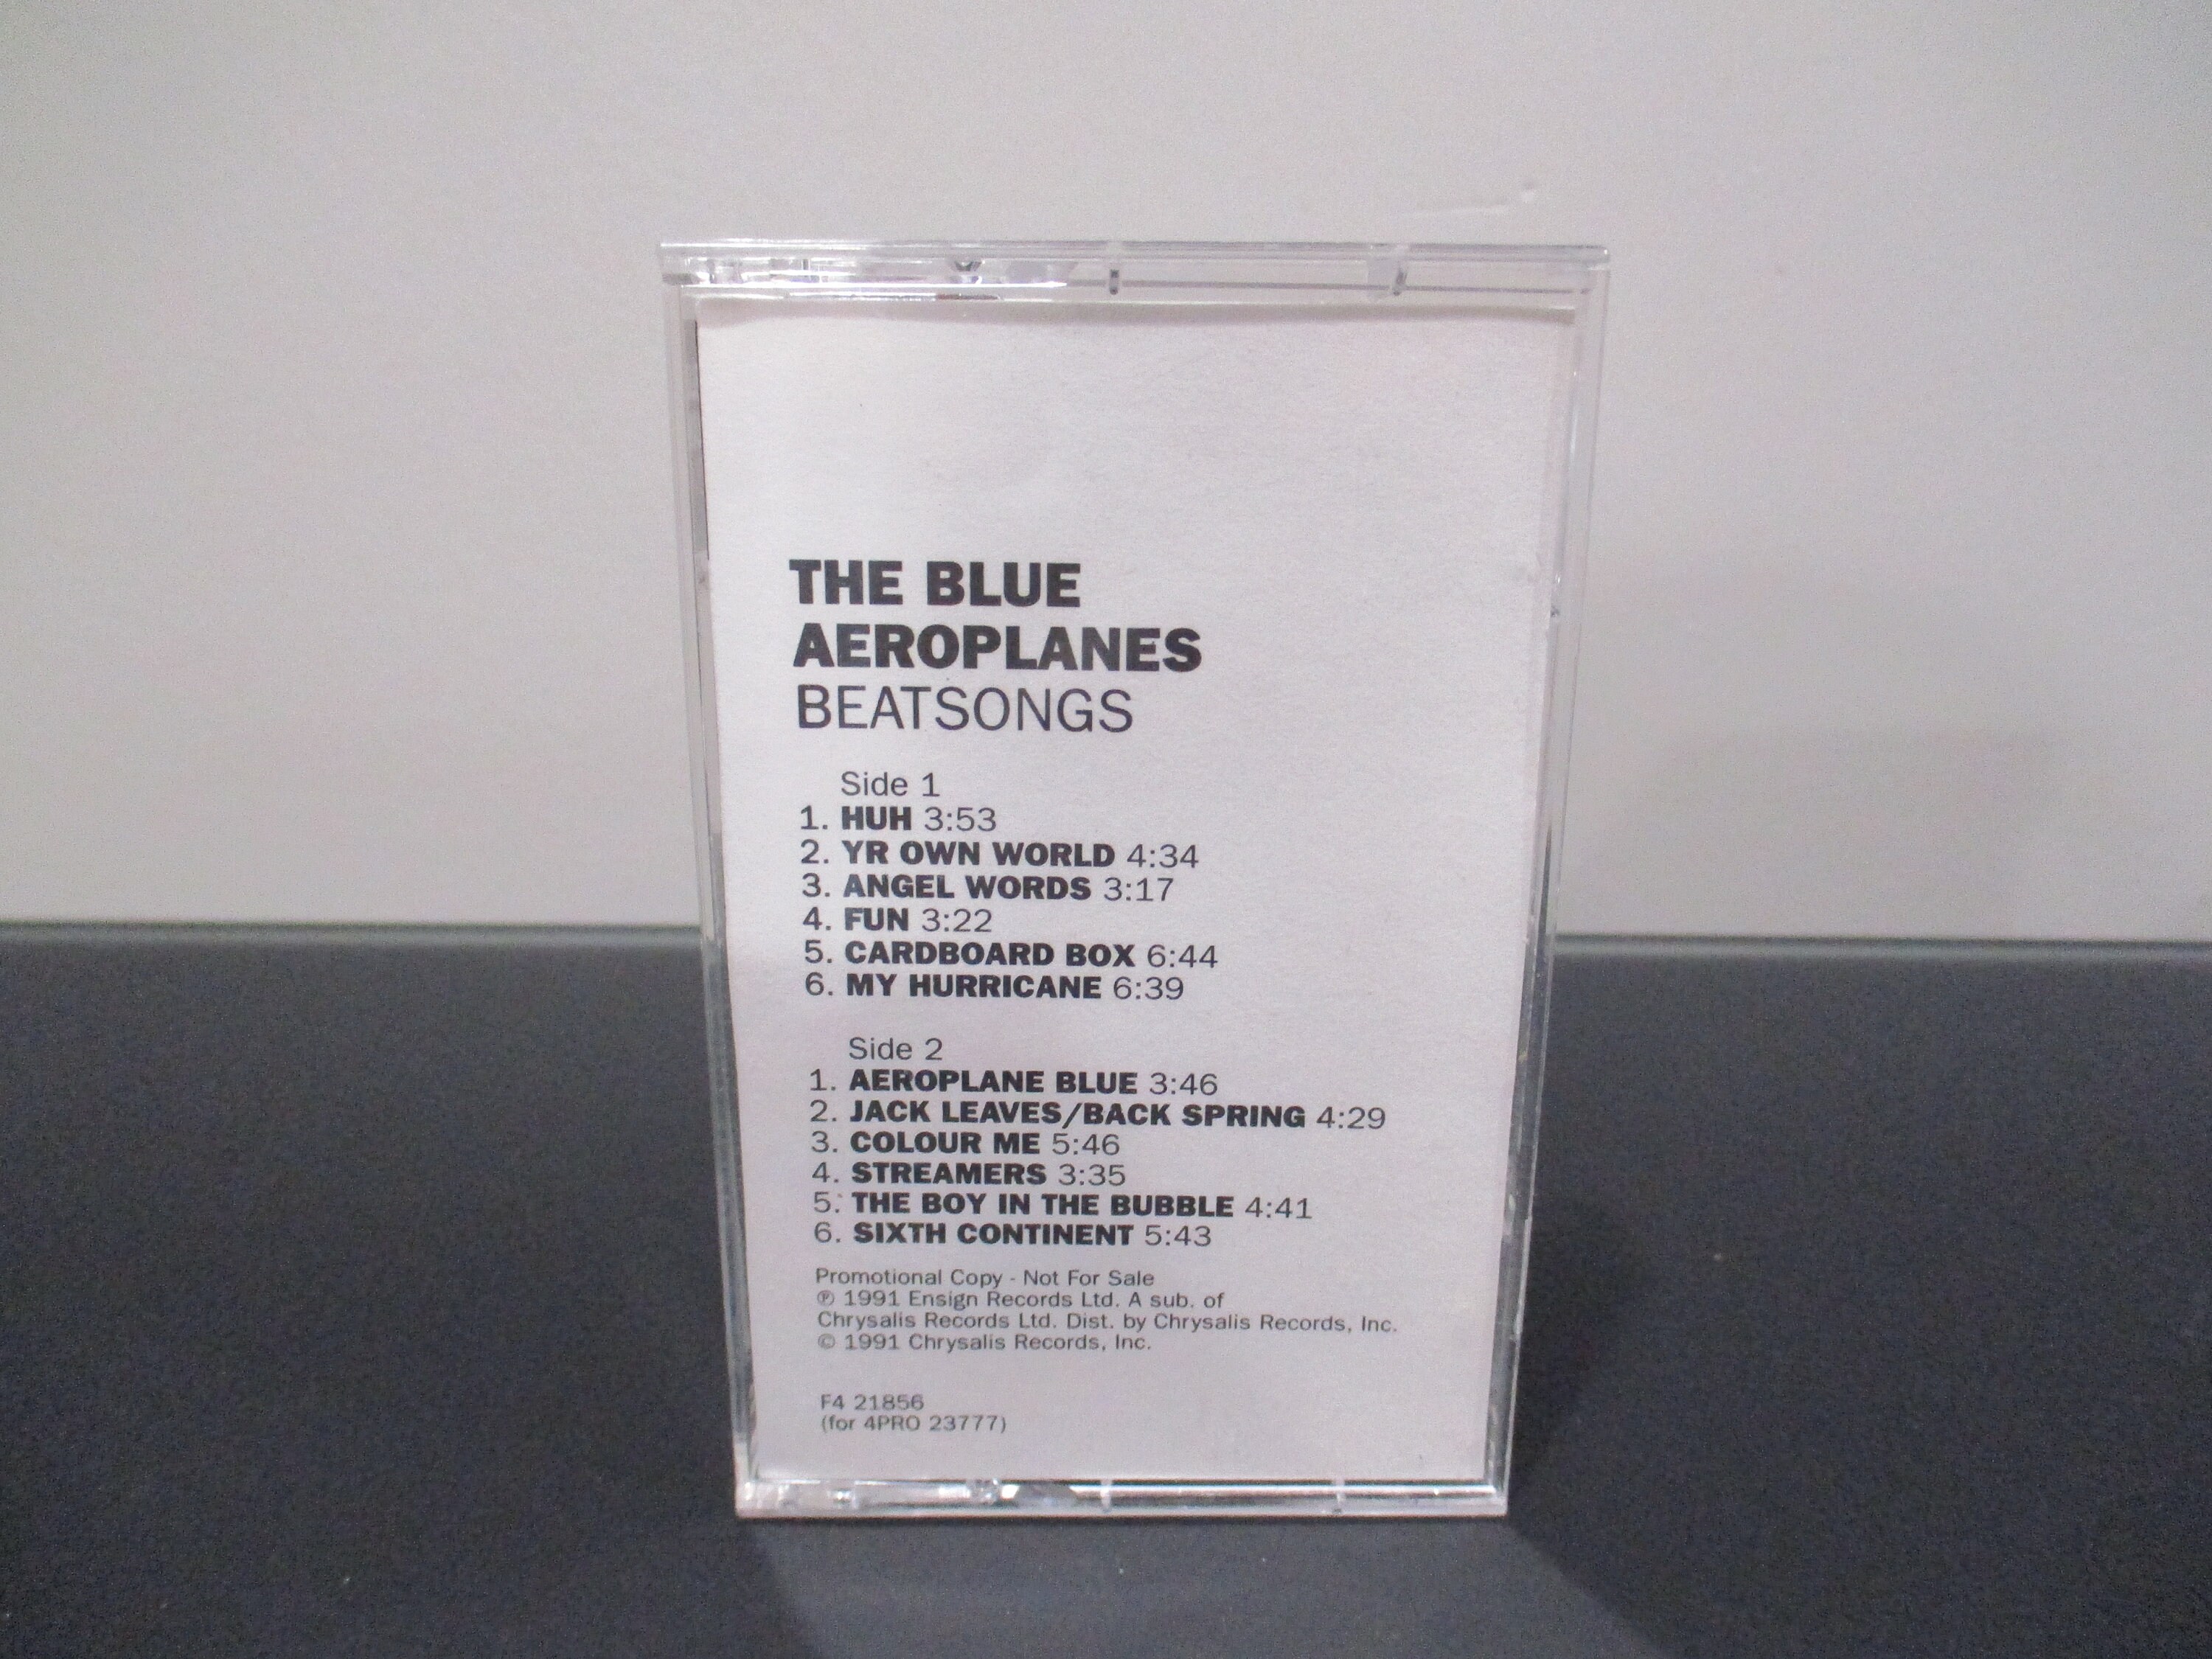 THE BLUE
AEROPLANES
BEATSONGS
Side 1
1. HUH 3:53
2. YR OWN WORLD 4:34
3. ANGEL WORDS 3:17
4. FUN 3:22
5. CARDBOARD BOX 6:44
6. MY HURRICANE 6:39
Side 2
1. AEROPLANE BLUE 3:46
2. JACK LEAVES/BACK SPRING 4:29
3. COLOUR ME 5:46
4. STREAMERS 3:35
5. THE BOY IN THE BUBBLE 4:41
6. SIXTH CONTINENT 5:43
Promotional Copy - Not For Sale
℗ 1991 Ensign Records Ltd. A sub. of
Chrysalis Records Ltd. Dist. by Chrysalis Records, Inc.
© 1991 Chrysalis Records, Inc.
F4 21856
(for 4PRO 23777)